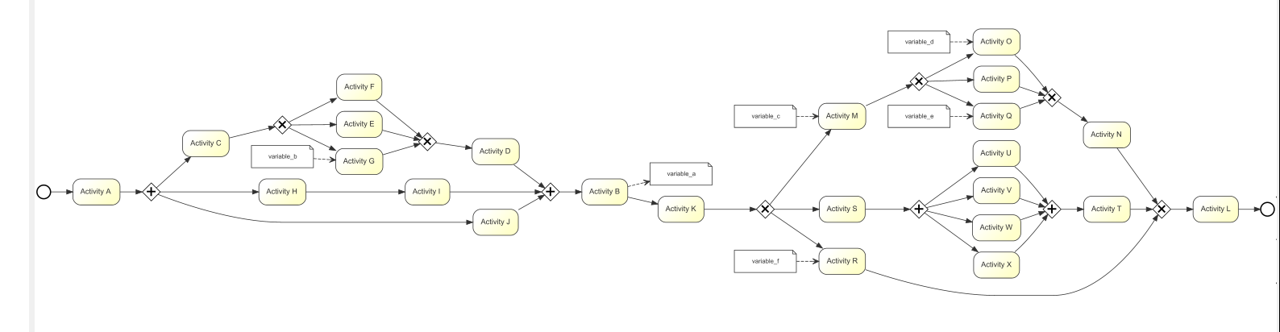 Activity A
Activity C
variable_b
Activity F
Activity E
Activity G
Activity H
Activity I
Activity D
Activity J
Activity B
variable_a
Activity K
variable_c
Activity M
variable_d
variable_e
Activity O
Activity P
Activity Q
Activity N
Activity S
Activity U
Activity V
Activity W
Activity X
Activity T
variable_f
Activity R
Activity L